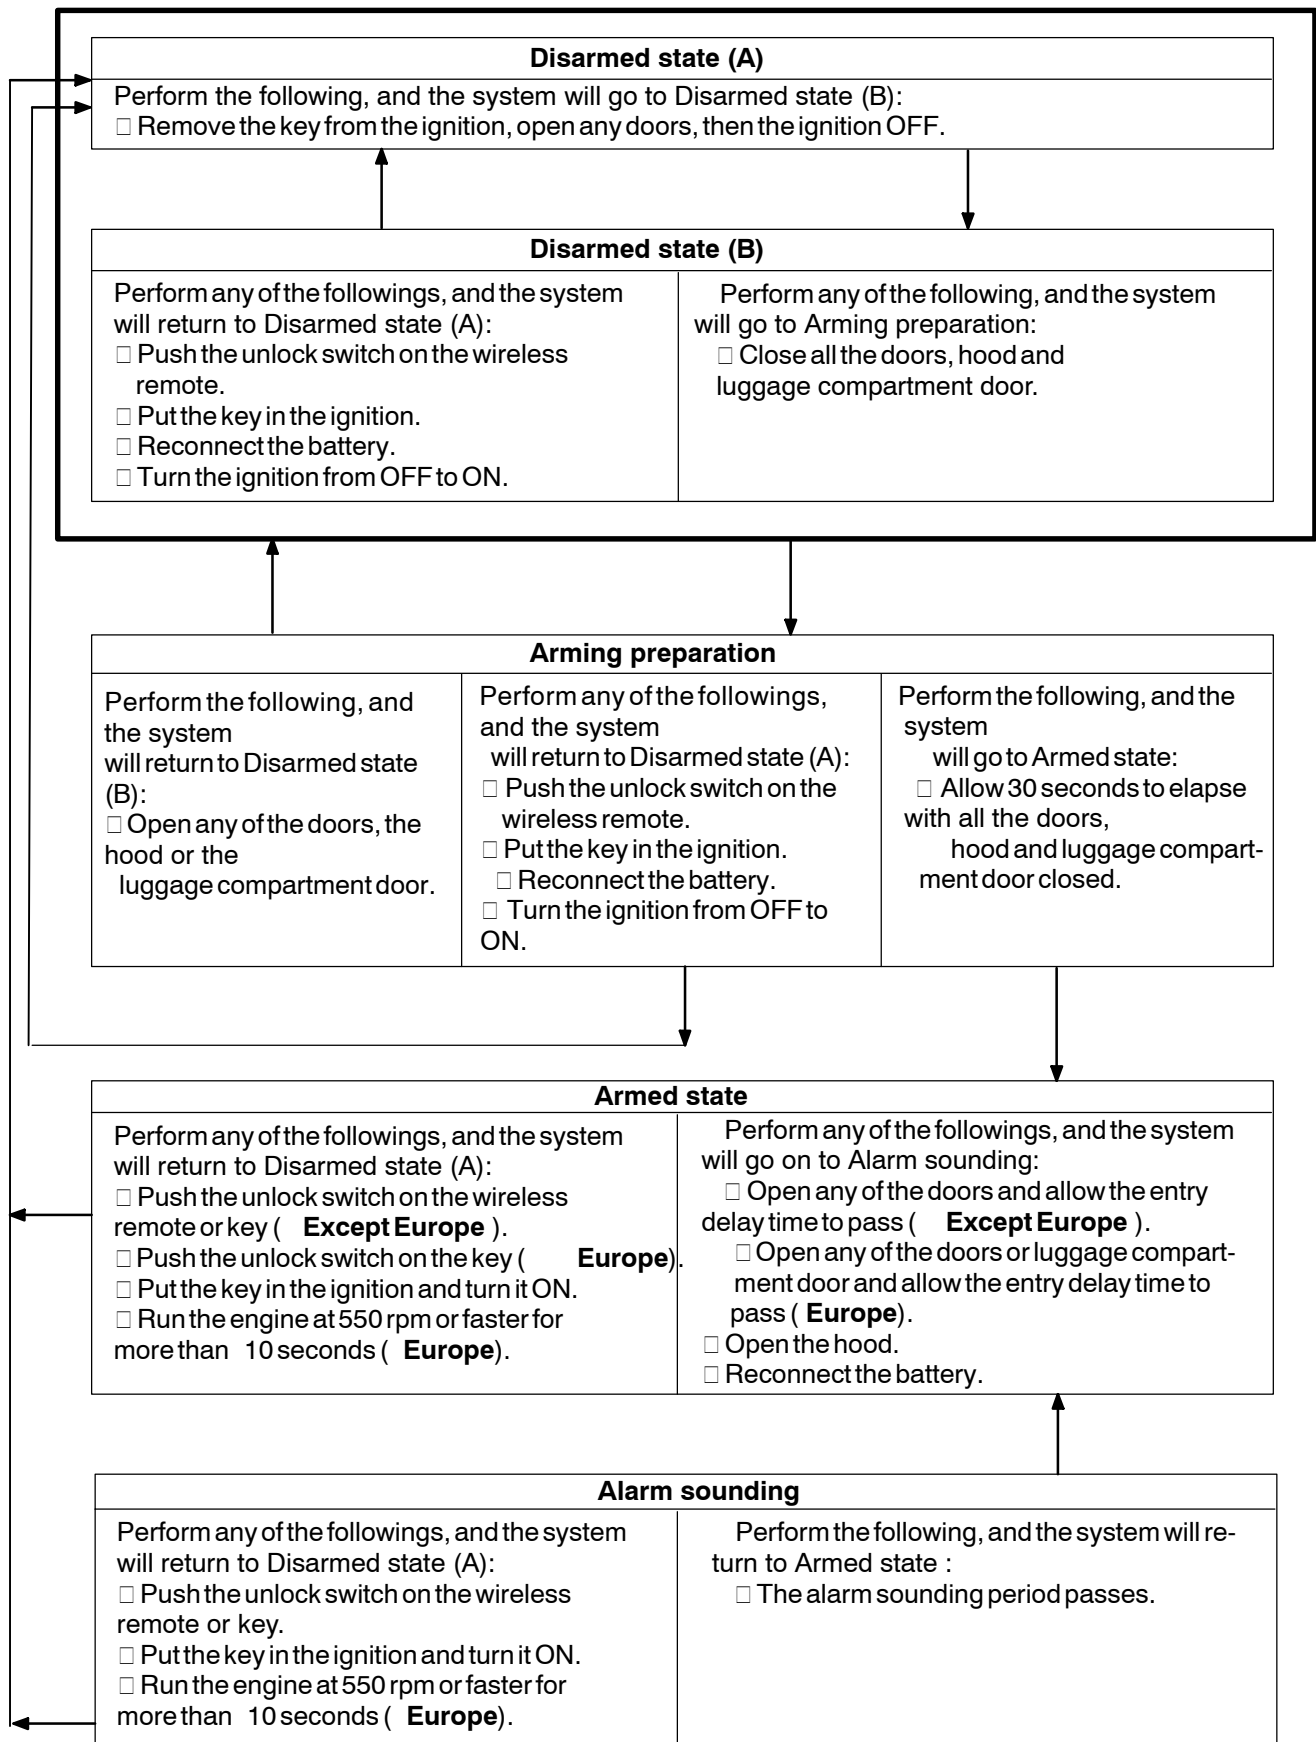 Disarmed state (A)
Perform the following, and the system will go to Disarmed state (B):
□ Remove the key from the ignition, open any doors, then the ignition OFF.
Disarmed state (B)
Perform any of the followings, and the system
will return to Disarmed state (A):
□ Push the unlock switch on the wireless
remote.
□ Put the key in the ignition.
□ Reconnect the battery.
□ Turn the ignition from OFF to ON.
Perform any of the following, and the system
will go to Arming preparation:
□ Close all the doors, hood and
luggage compartment door.
Arming preparation
Perform the following, and
the system
will return to Disarmed state
(B):
□ Open any of the doors, the
hood or the
luggage compartment door.
Perform any of the followings,
and the system
will return to Disarmed state (A):
□ Push the unlock switch on the
wireless remote.
□ Put the key in the ignition.
□ Reconnect the battery.
□ Turn the ignition from OFF to
ON.
Perform the following, and the
system
will go to Armed state:
□ Allow 30 seconds to elapse
with all the doors,
hood and luggage compart-
ment door closed.
Armed state
Perform any of the followings, and the system
will return to Disarmed state (A):
□ Push the unlock switch on the wireless
remote or key ( Except Europe ).
□ Push the unlock switch on the key ( Europe).
□ Put the key in the ignition and turn it ON.
□ Run the engine at 550 rpm or faster for
more than 10 seconds ( Europe).
Perform any of the followings, and the system
will go on to Alarm sounding:
□ Open any of the doors and allow the entry
delay time to pass ( Except Europe ).
□ Open any of the doors or luggage compart-
ment door and allow the entry delay time to
pass ( Europe).
□ Open the hood.
□ Reconnect the battery.
Alarm sounding
Perform any of the followings, and the system
will return to Disarmed state (A):
□ Push the unlock switch on the wireless
remote or key.
□ Put the key in the ignition and turn it ON.
□ Run the engine at 550 rpm or faster for
more than 10 seconds ( Europe).
Perform the following, and the system will re-
turn to Armed state :
□ The alarm sounding period passes.